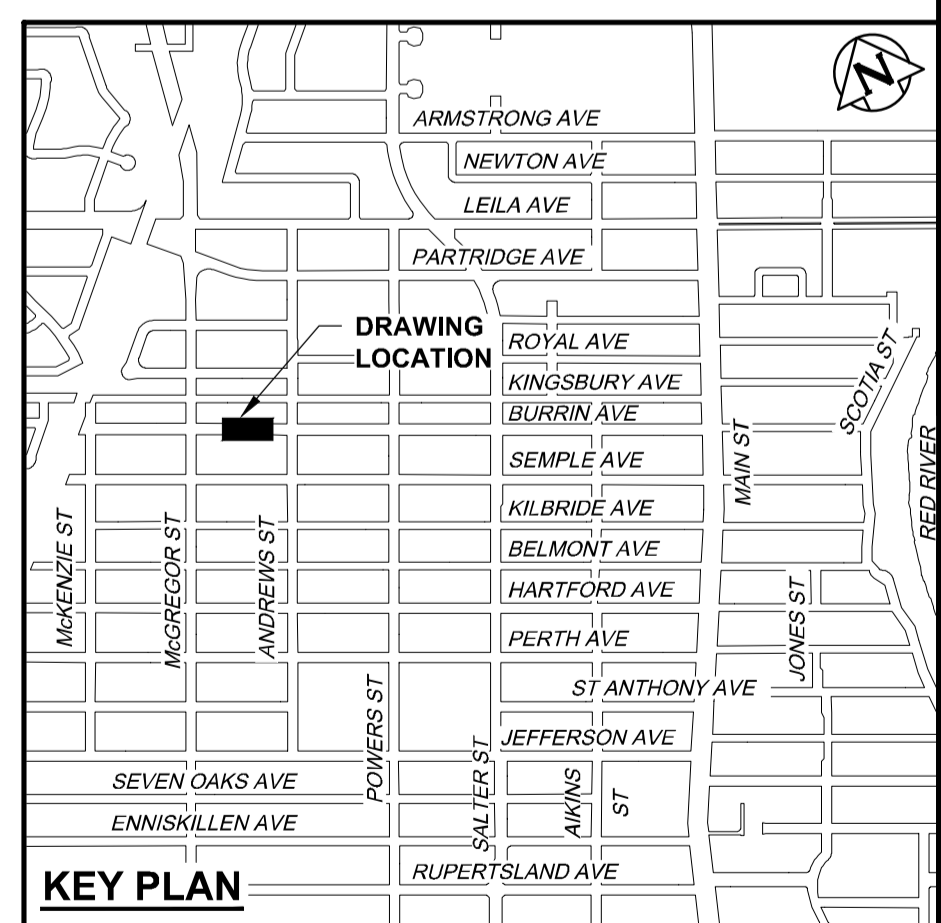 N
ARMSTRONG AVE
NEWTON AVE
LEILA AVE
PARTRIDGE AVE
DRAWING
LOCATION
ROYAL AVE
KINGSBURY AVE
BURRIN AVE
SCOTIA ST
SEMPLE AVE
MAIN ST
RED RIVER
KILBRIDE AVE
McKENZIE ST
McGREGOR ST
ANDREWS ST
BELMONT AVE
HARTFORD AVE
JONES ST
PERTH AVE
ST ANTHONY AVE
POWERS ST
JEFFERSON AVE
SALTER ST
SEVEN OAKS AVE
AIKINS
ST
ENNISKILLEN AVE
RUPERTSLAND AVE
KEY PLAN